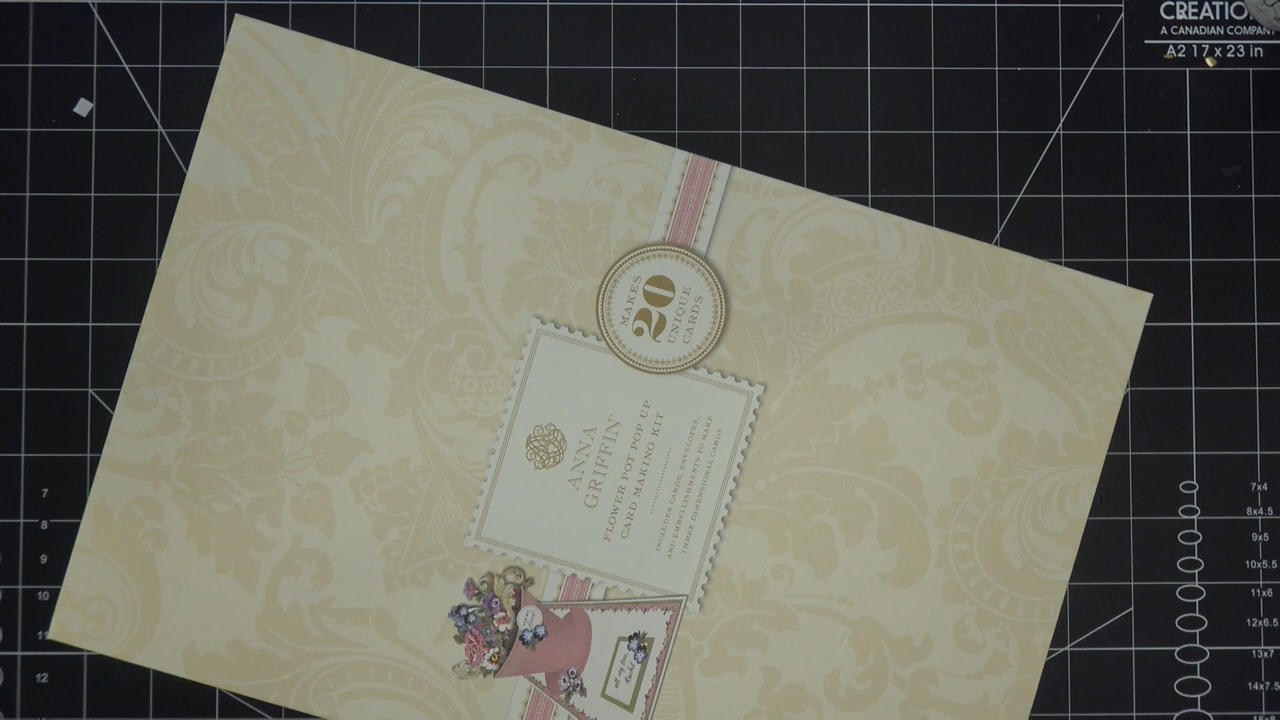 CREATIO
A CANADIAN COMPANY
A2 17 x 23 in
MAKES
20
UNIQUE
CARDS
ANNA
GRIFFIN
FLOWER POT POP UP
CARD MAKING KIT
INCLUDES CARDS, ENVELOPES,
AND EMBELLISHMENTS TO MAKE
THREE DIMENSIONAL CARDS
7
8
9
10
11
12
7x4
8x4.5
9x5
10x5.5
11x6
12x6.5
13x7
14x7.5